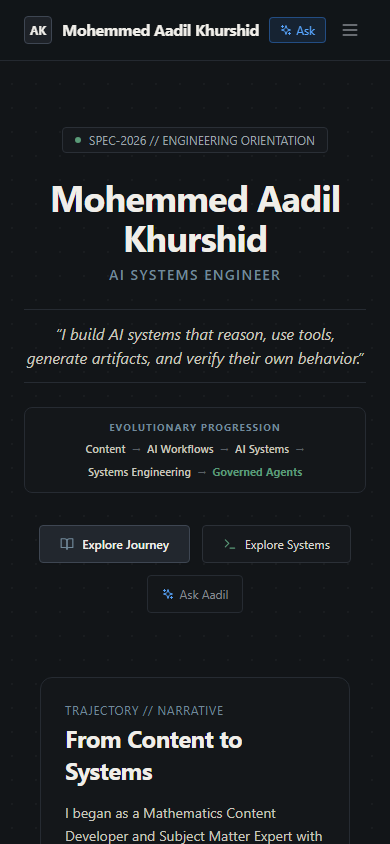 AK Mohemmed Aadil Khurshid Ask
SPEC-2026 // ENGINEERING ORIENTATION
Mohemmed Aadil
Khurshid
AI SYSTEMS ENGINEER
“I build AI systems that reason, use tools,
generate artifacts, and verify their own behavior.”
EVOLUTIONARY PROGRESSION
Content → AI Workflows → AI Systems →
Systems Engineering → Governed Agents
Explore Journey Explore Systems
Ask Aadil
TRAJECTORY // NARRATIVE
From Content to
Systems
I began as a Mathematics Content
Developer and Subject Matter Expert with